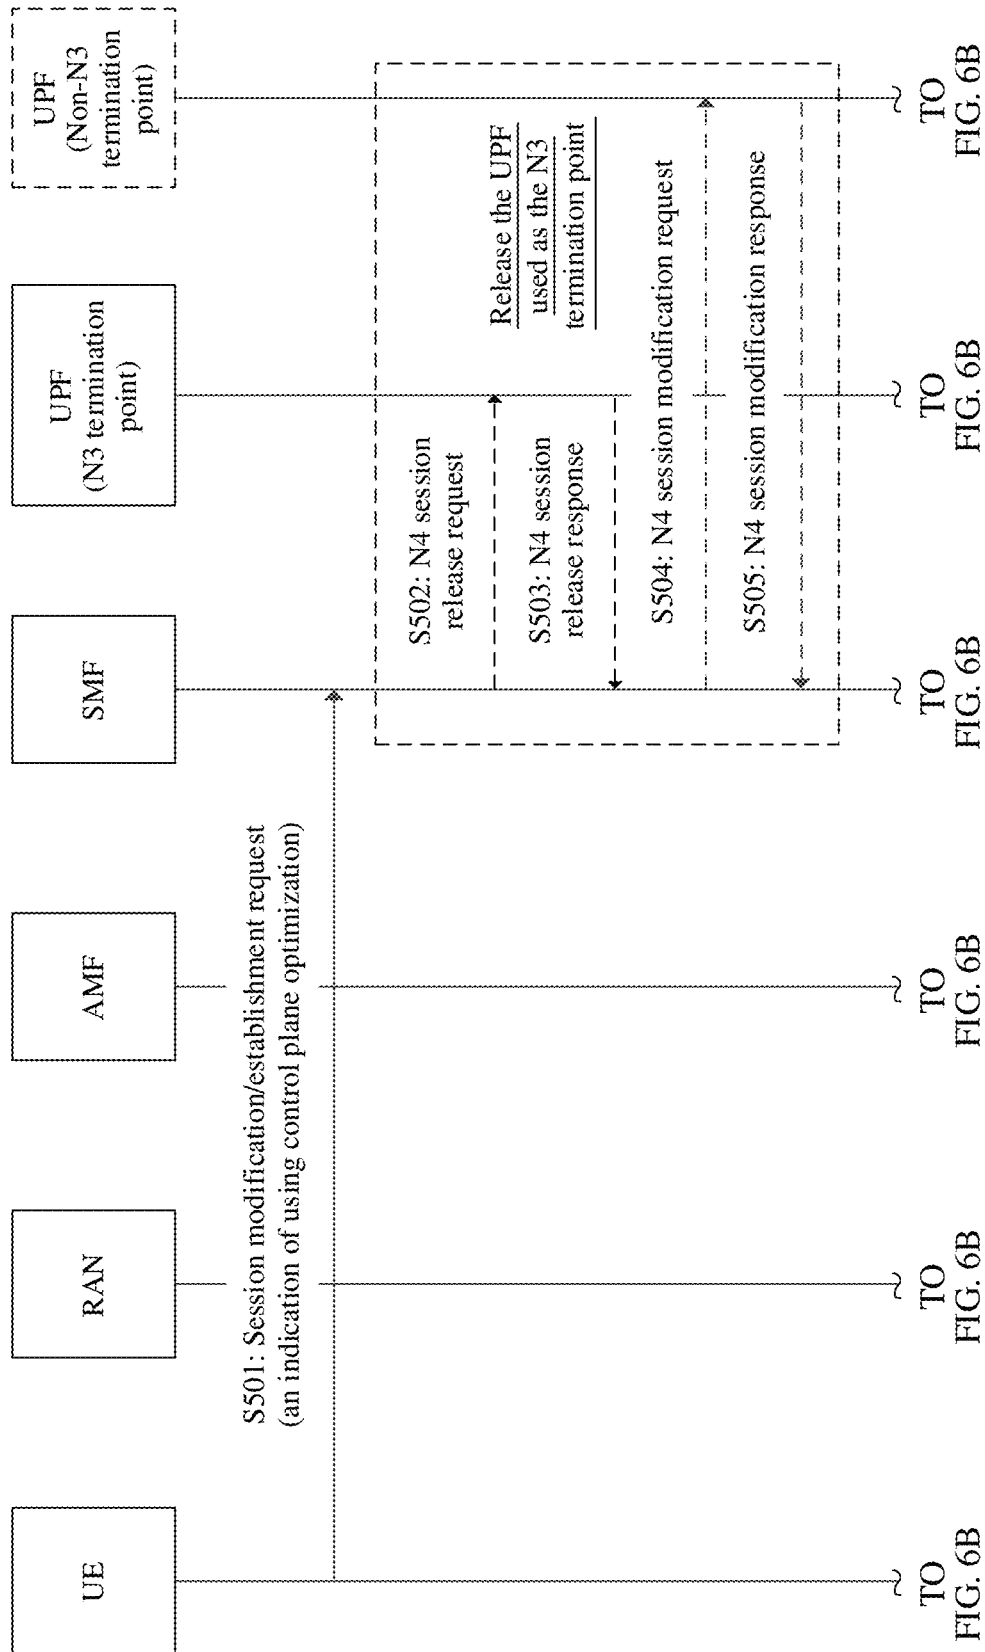 UE
RAN
AMF
SMF
UPF
(N3 termination
point)
UPF
(Non-N3
termination
point)
S501: Session modification/establishment request
(an indication of using control plane optimization)
S502: N4 session
release request
S503: N4 session
release response
Release the UPF
used as the N3
termination point
S504: N4 session modification request
S505: N4 session modification response
TO
FIG. 6B
TO
FIG. 6B
TO
FIG. 6B
TO
FIG. 6B
TO
FIG. 6B
TO
FIG. 6B